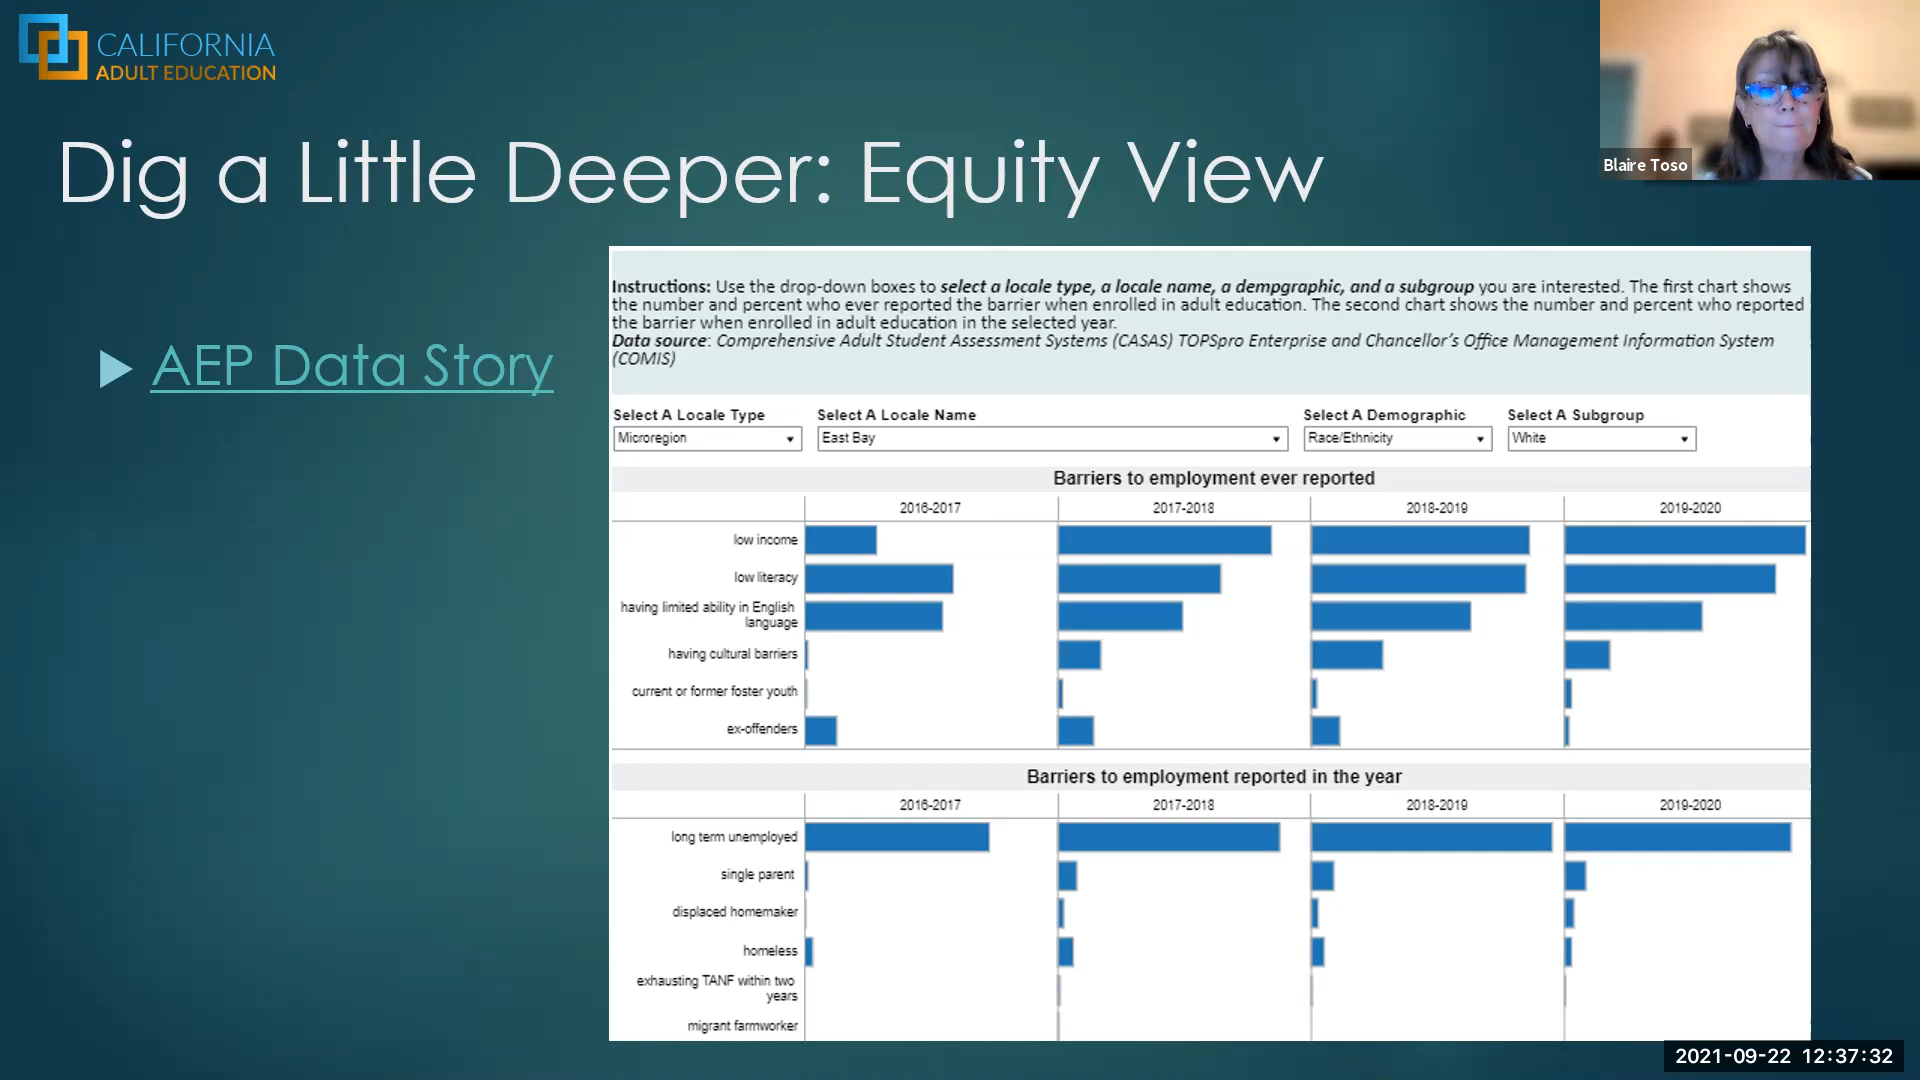 CALIFORNIA
ADULT EDUCATION
Blaire Toso
Dig a Little Deeper: Equity View
AEP Data Story
Instructions: Use the drop-down boxes to select a locale type, a locale name, a dempgraphic, and a subgroup you are interested. The first chart shows
the number and percent who ever reported the barrier when enrolled in adult education. The second chart shows the number and percent who reported
the barrier when enrolled in adult education in the selected year.
Data source: Comprehensive Adult Student Assessment Systems (CASAS) TOPSpro Enterprise and Chancellor's Office Management Information System
(COMIS)
Select A Locale Type Select A Locale Name Select A Demographic Select A Subgroup
Microregion East Bay Race/Ethnicity White
Barriers to employment ever reported
2016-2017 2017-2018 2018-2019 2019-2020
low income
low literacy
having limited ability in English
language
having cultural barriers
current or former foster youth
ex-offenders
Barriers to employment reported in the year
2016-2017 2017-2018 2018-2019 2019-2020
long term unemployed
single parent
displaced homemaker
homeless
exhausting TANF within two
years
migrant farmworker
2021-09-22 12:37:32